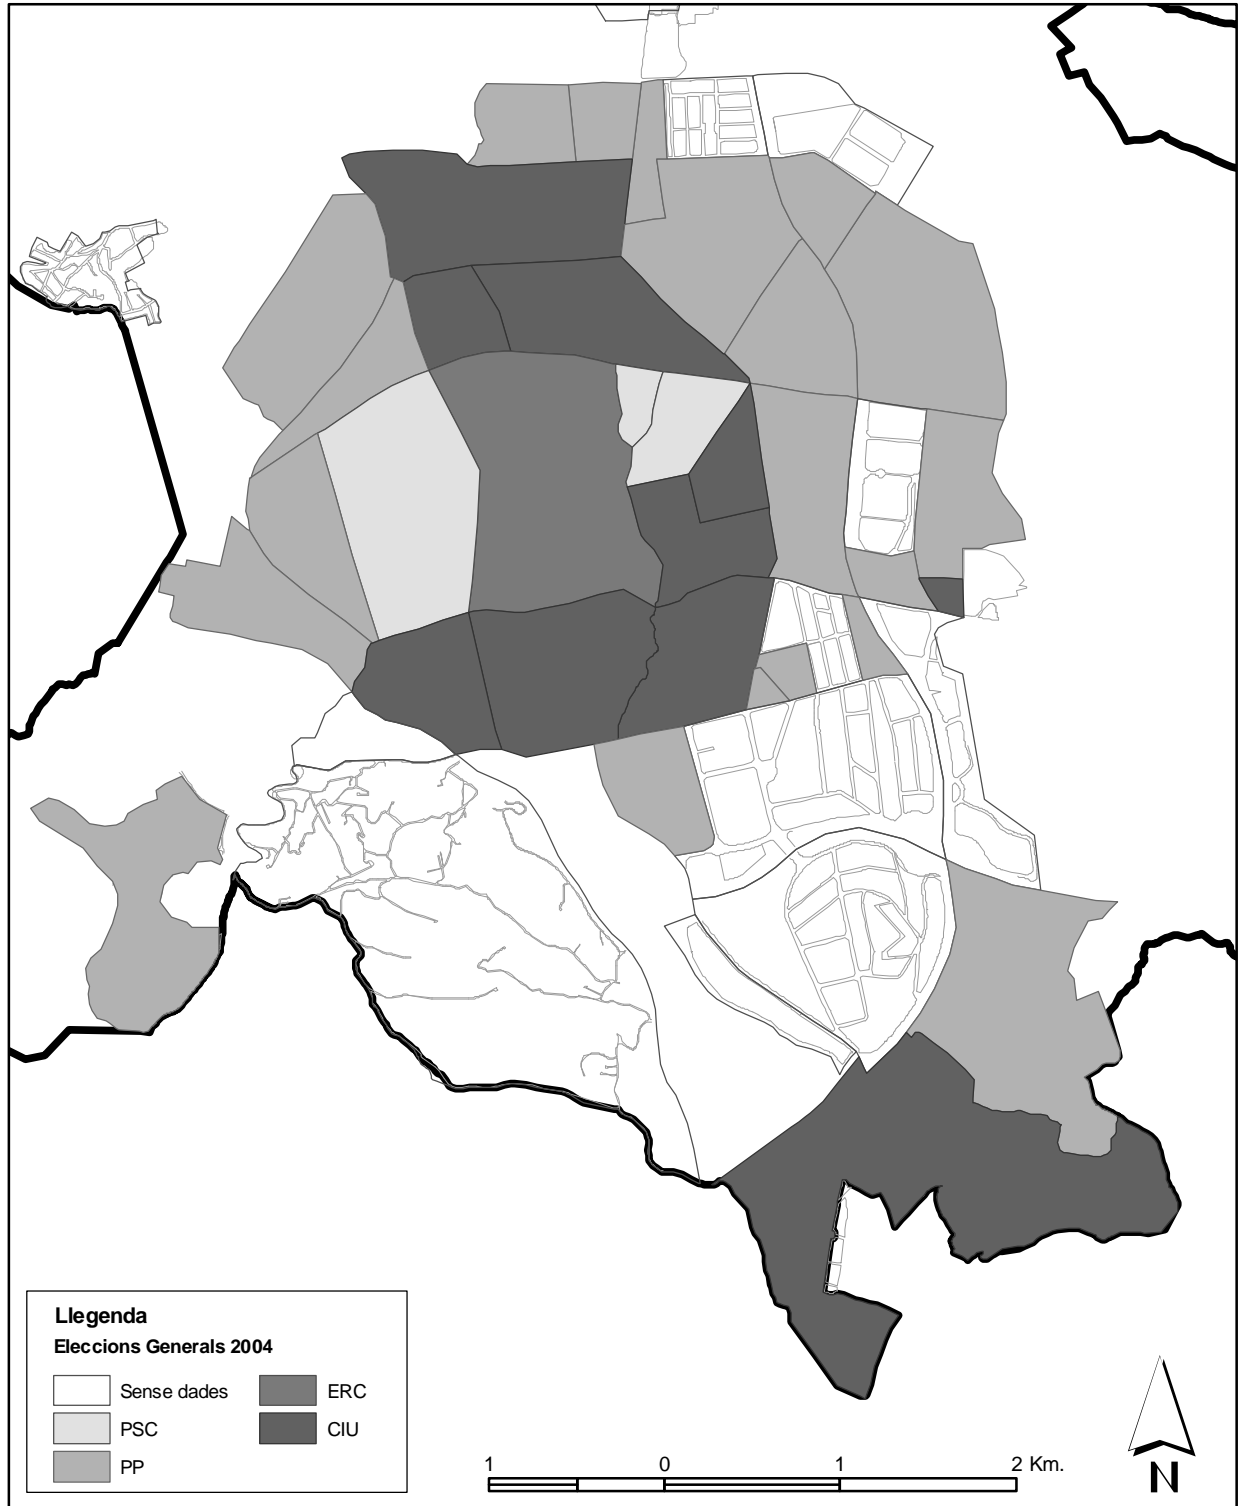 Llegenda
Eleccions Generals 2004
Sense dades
PSC
PP
ERC
CIU
1 0 1 2 Km.
N